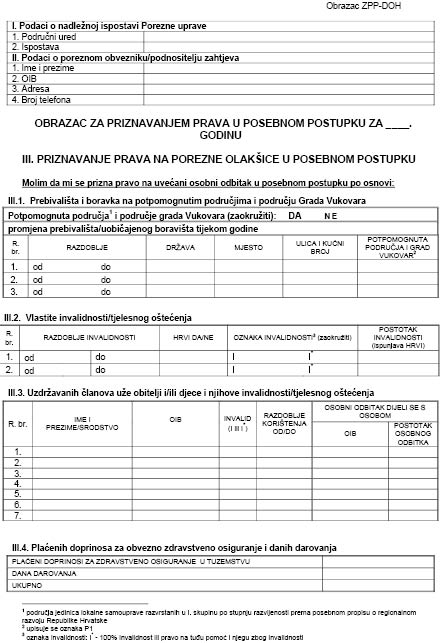 Obrazac ZPP-DOH
I. Podaci o nadležnoj ispostavi Porezne uprave
1. Područni ured
2. Ispostava
II. Podaci o poreznom obvezniku/podnositelju zahtjeva
1. Ime i prezime
2. OIB
3. Adresa
4. Broj telefona
OBRAZAC ZA PRIZNAVANJEM PRAVA U POSEBNOM POSTUPKU ZA ____.
GODINU
III. PRIZNAVANJE PRAVA NA POREZNE OLAKŠICE U POSEBNOM POSTUPKU
Molim da mi se prizna pravo na uvećani osobni odbitak u posebnom postupku po osnovi:
III.1. Prebivališta i boravka na potpomognutim područjima i području Grada Vukovara
Potpomognuta područja¹ i područje grada Vukovara (zaokružiti): DA NE
promjena prebivališta/uobičajenog boravišta tijekom godine
R. br. RAZDOBLJE DRŽAVA MJESTO ULICA I KUĆNI BROJ POTPOMOGNUTA PODRUČJA I GRAD VUKOVAR²
1. od do
2. od do
3. od do
III.2. Vlastite invalidnosti/tjelesnog oštećenja
R. br. RAZDOBLJE INVALIDNOSTI HRVI DA/NE OZNAKA INVALIDNOSTI³ (zaokružiti) POSTOTAK INVALIDNOSTI (ispunjava HRVI)
1. od do I I*
2. od do I I*
III.3. Uzdržavanih članova uže obitelji i/ili djece i njihove invalidnosti/tjelesnog oštećenja
R. br. IME I PREZIME/SRODSTVO OIB INVALID (I ili I*) RAZDOBLJE KORIŠTENJA OD/DO OSOBNI ODBITAK DIJELI SE S OSOBOM
OIB POSTOTAK OSOBNOG ODBITKA
1.
2.
3.
4.
5.
6.
7.
III.4. Plaćenih doprinosa za obvezno zdravstveno osiguranje i danih darovanja
PLAĆENI DOPRINOSI ZA ZDRAVSTVENO OSIGURANJE U TUZEMSTVU
DANA DAROVANJA
UKUPNO
¹ područja jedinica lokalne samouprave razvrstanih u I. skupinu po stupnju razvijenosti prema posebnom propisu o regionalnom
razvoju Republike Hrvatske
² upisuje se oznaka P1
³ oznaka invalidnosti: I* - 100% invalidnost ili pravo na tuđu pomoć i njegu zbog invalidnosti